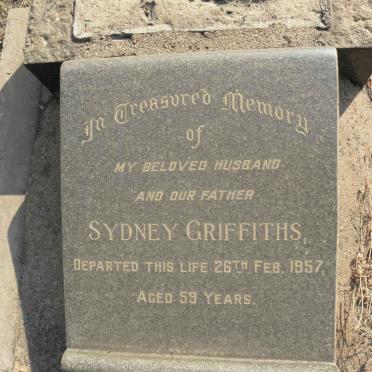 In Treasured Memory
of
MY BELOVED HUSBAND
AND OUR FATHER
SYDNEY GRIFFITHS,
DEPARTED THIS LIFE 26TH FEB. 1957,
AGED 59 YEARS.